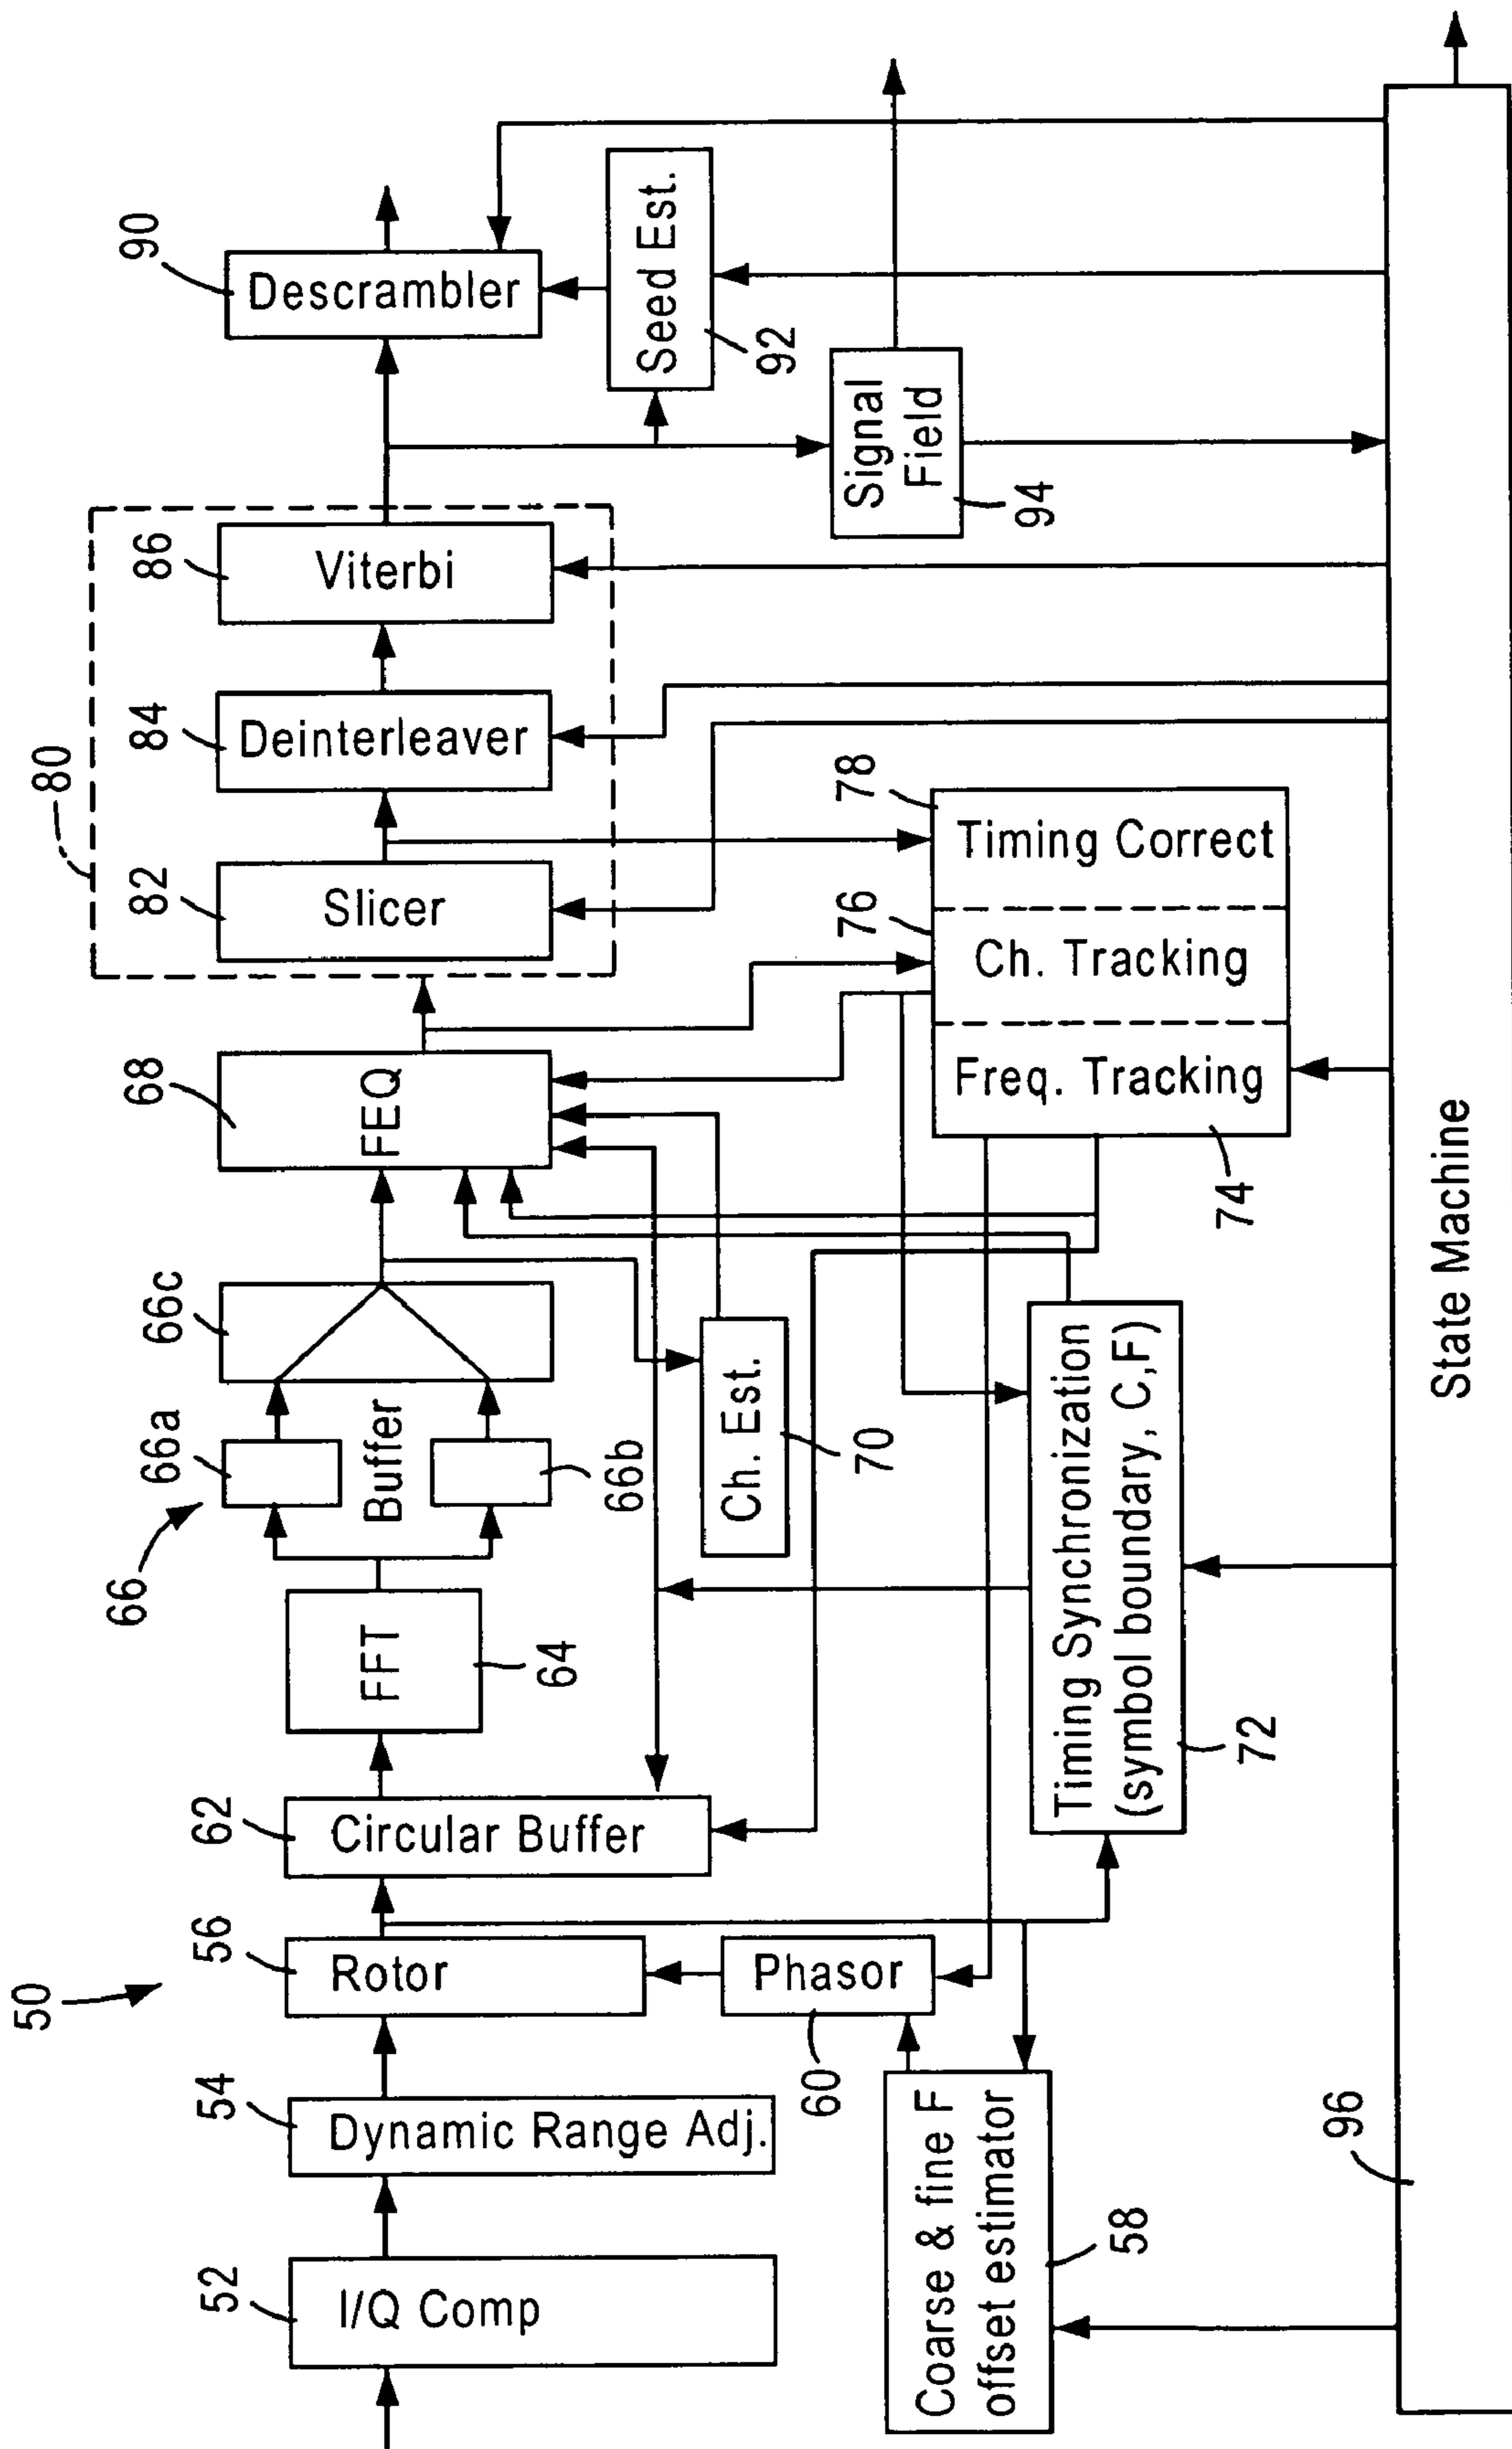 50
52
I/Q Comp
54
Dynamic Range Adj.
56
Rotor
62
Circular Buffer
FFT
64
66
66a
Buffer
66b
66c
68
FEQ
80
82
Slicer
84
Deinterleaver
86
Viterbi
90
Descrambler
Coarse & fine F
offset estimator
58
Phasor
60
Ch. Est.
70
Timing Synchronization
(symbol boundary, C,F)
72
Freq. Tracking
74
Ch. Tracking
76
Timing Correct
78
Seed Est.
92
Signal
Field
94
96
State Machine